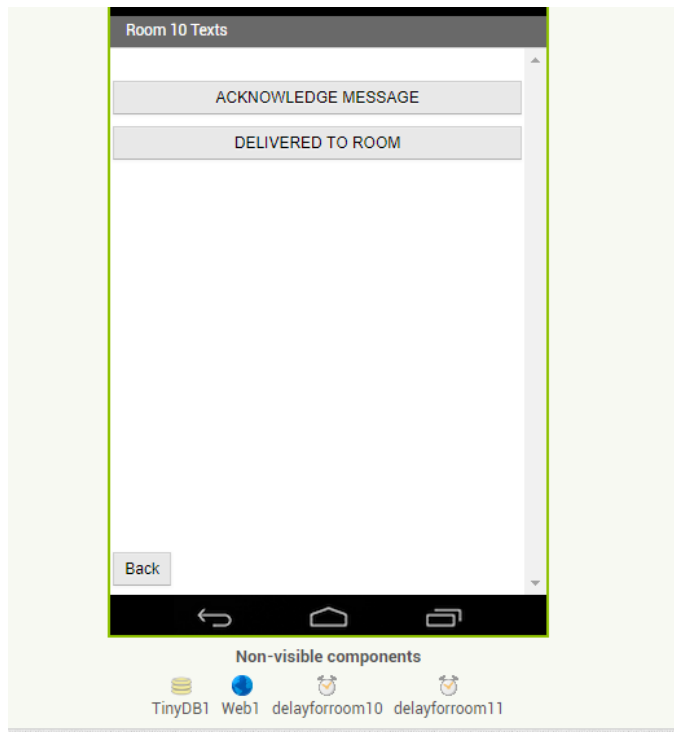 Room 10 Texts
ACKNOWLEDGE MESSAGE
DELIVERED TO ROOM
Back
Non-visible components
TinyDB1 Web1 delayforroom10 delayforroom11